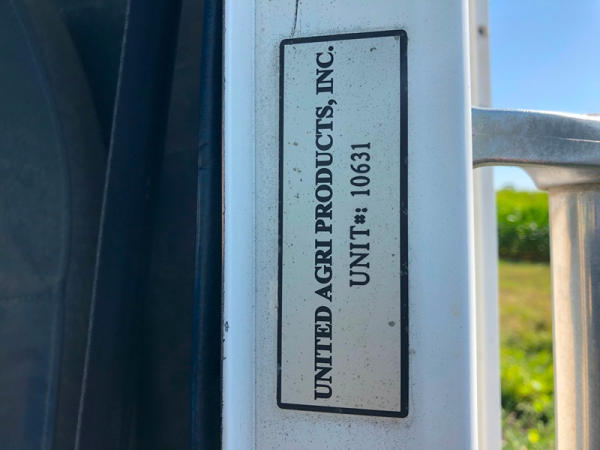 UNITED AGRI PRODUCTS, INC.
UNIT#: 10631